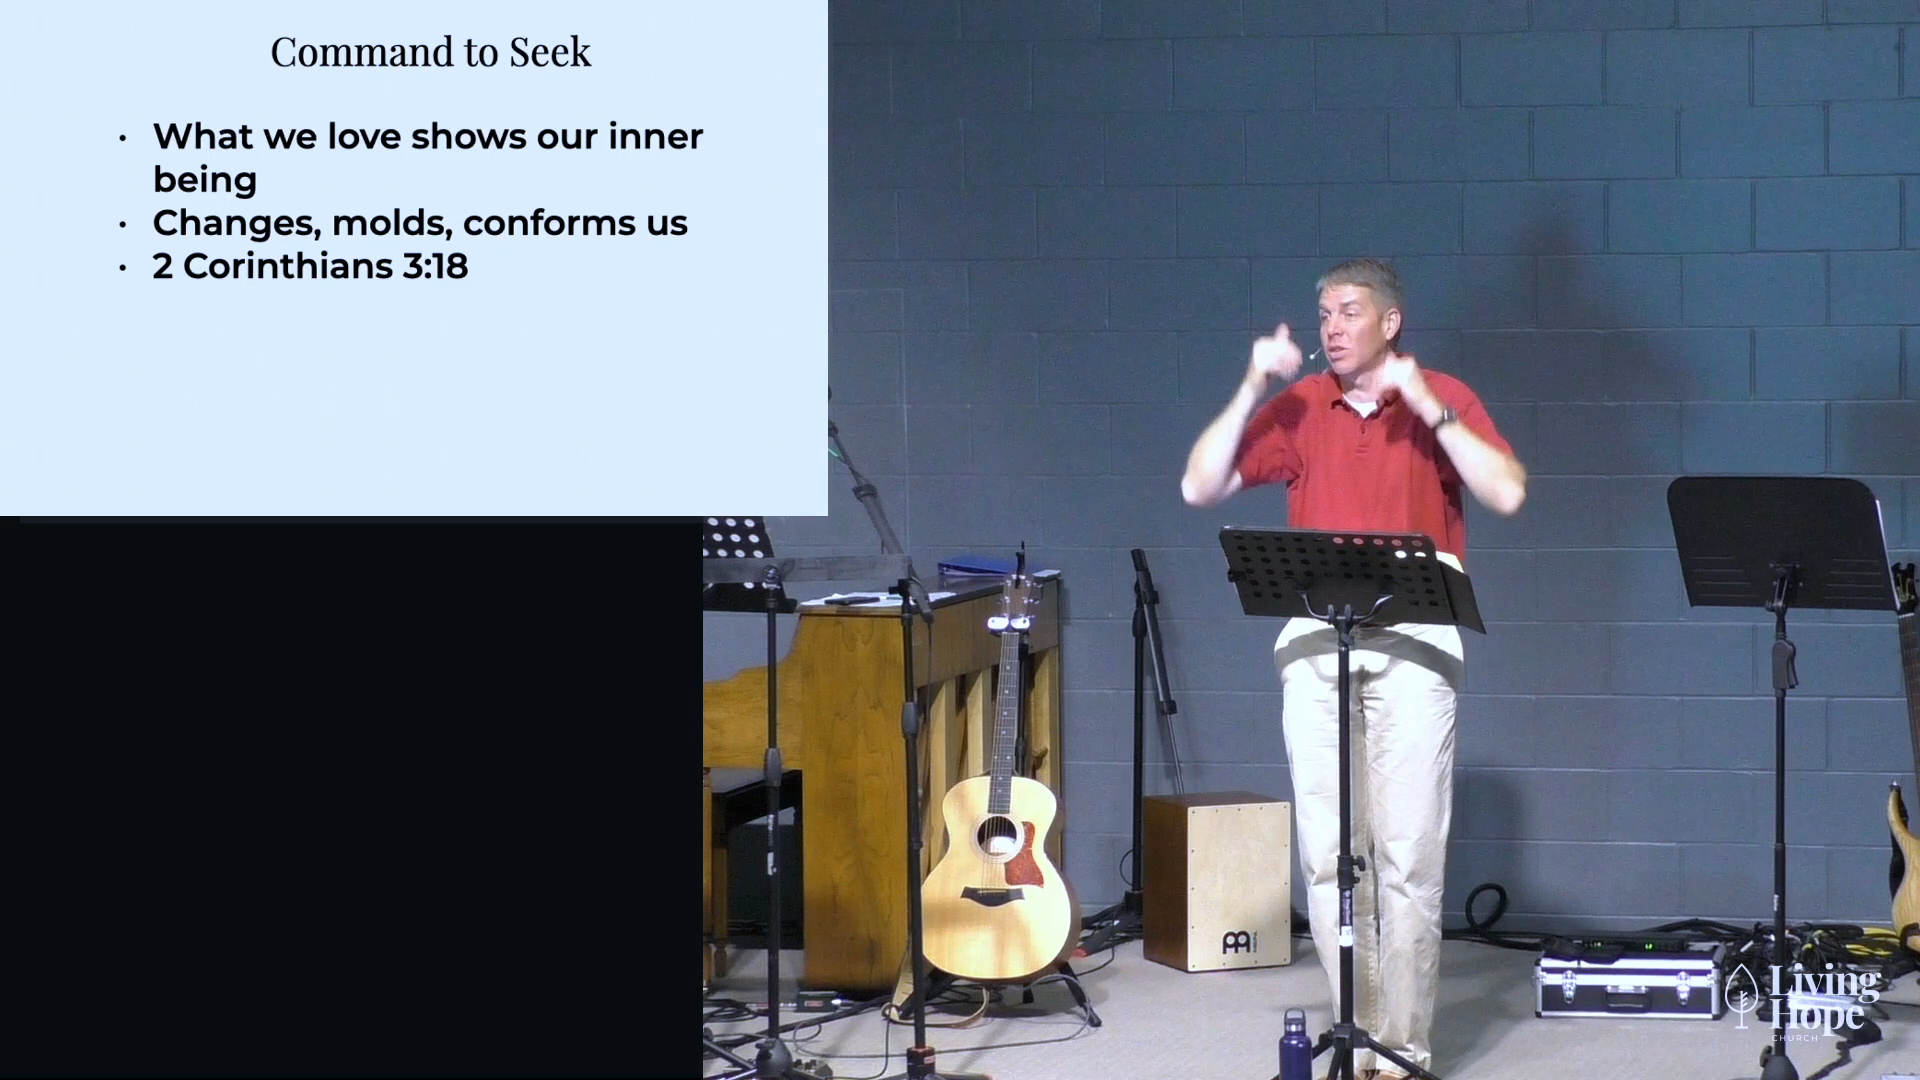 Command to Seek
• What we love shows our inner
being
• Changes, molds, conforms us
• 2 Corinthians 3:18
Living
Hope
CHURCH